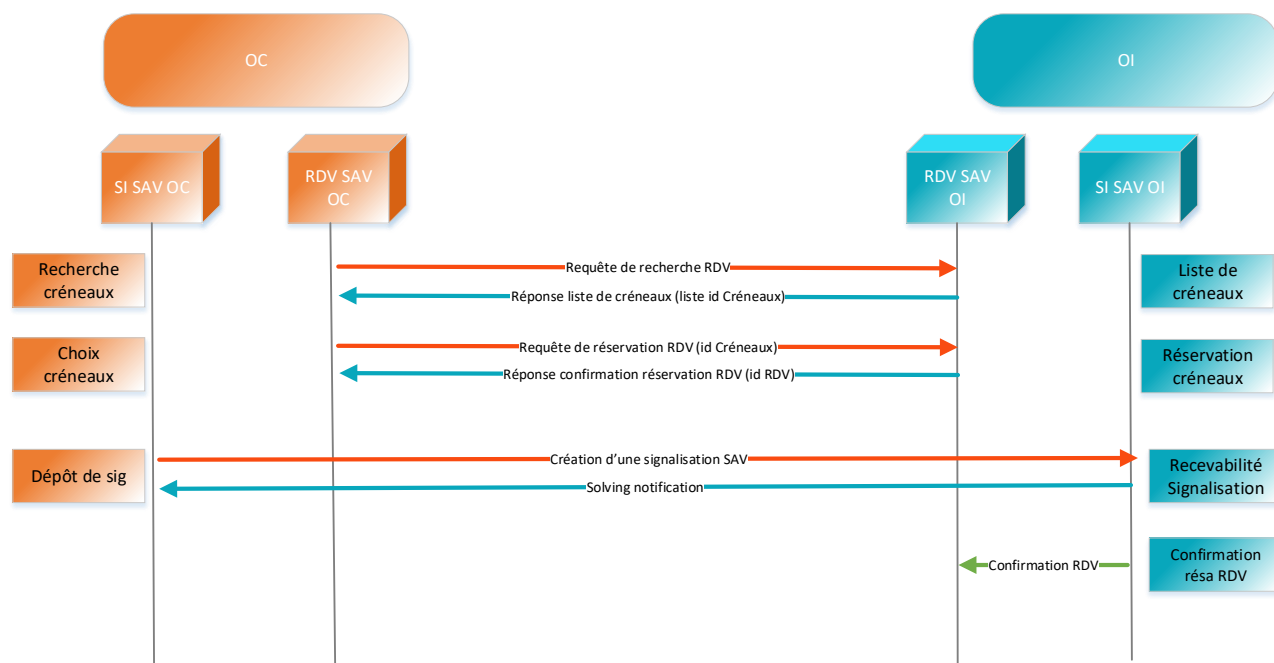 OC
OI
SI SAV OC
RDV SAV
OC
RDV SAV
OI
SI SAV OI
Recherche
créneaux
Requête de recherche RDV
Réponse liste de créneaux (liste id Créneaux)
Liste de
créneaux
Choix
créneaux
Requête de réservation RDV (id Créneaux)
Réponse confirmation réservation RDV (id RDV)
Réservation
créneaux
Dépôt de sig
Création d’une signalisation SAV
Solving notification
Recevabilité
Signalisation
Confirmation RDV
Confirmation
résa RDV